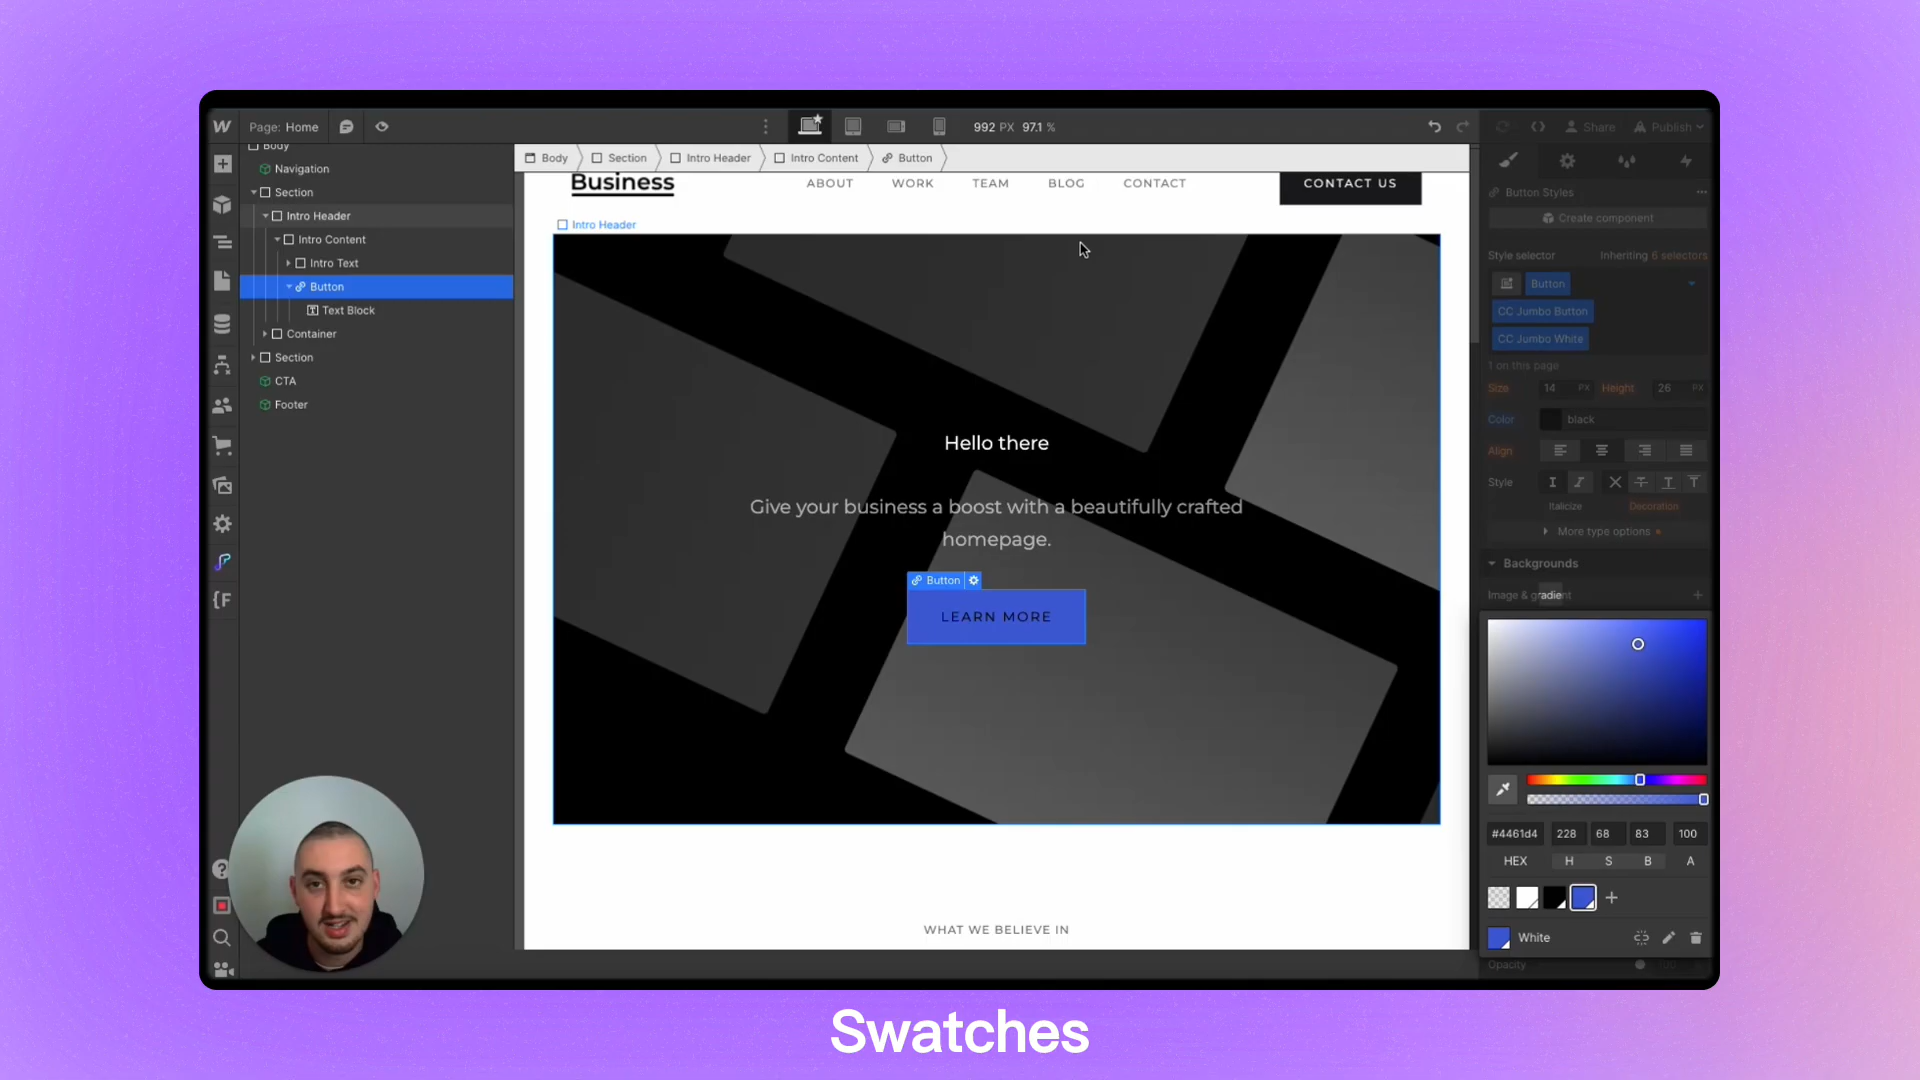 Page: Home
992 PX 97.1 %
Share
Publish
Body
Navigation
Section
Intro Header
Intro Content
Intro Text
Button
Text Block
Container
Section
CTA
Footer
Body
Section
Intro Header
Intro Content
Button
Business
ABOUT
WORK
TEAM
BLOG
CONTACT
CONTACT US
Intro Header
Hello there
Give your business a boost with a beautifully crafted
homepage.
Button
LEARN MORE
WHAT WE BELIEVE IN
Button Styles
Create component
Style selector
Inheriting 6 selectors
Button
CC Jumbo Button
CC Jumbo White
1 on this page
Size 14 PX Height 26 PX
Color black
Align
Style
Italicize Decoration
More type options
Backgrounds
Image & gradient
#4461d4 228 68 83 100
HEX H S B A
White
Opacity 100
Swatches